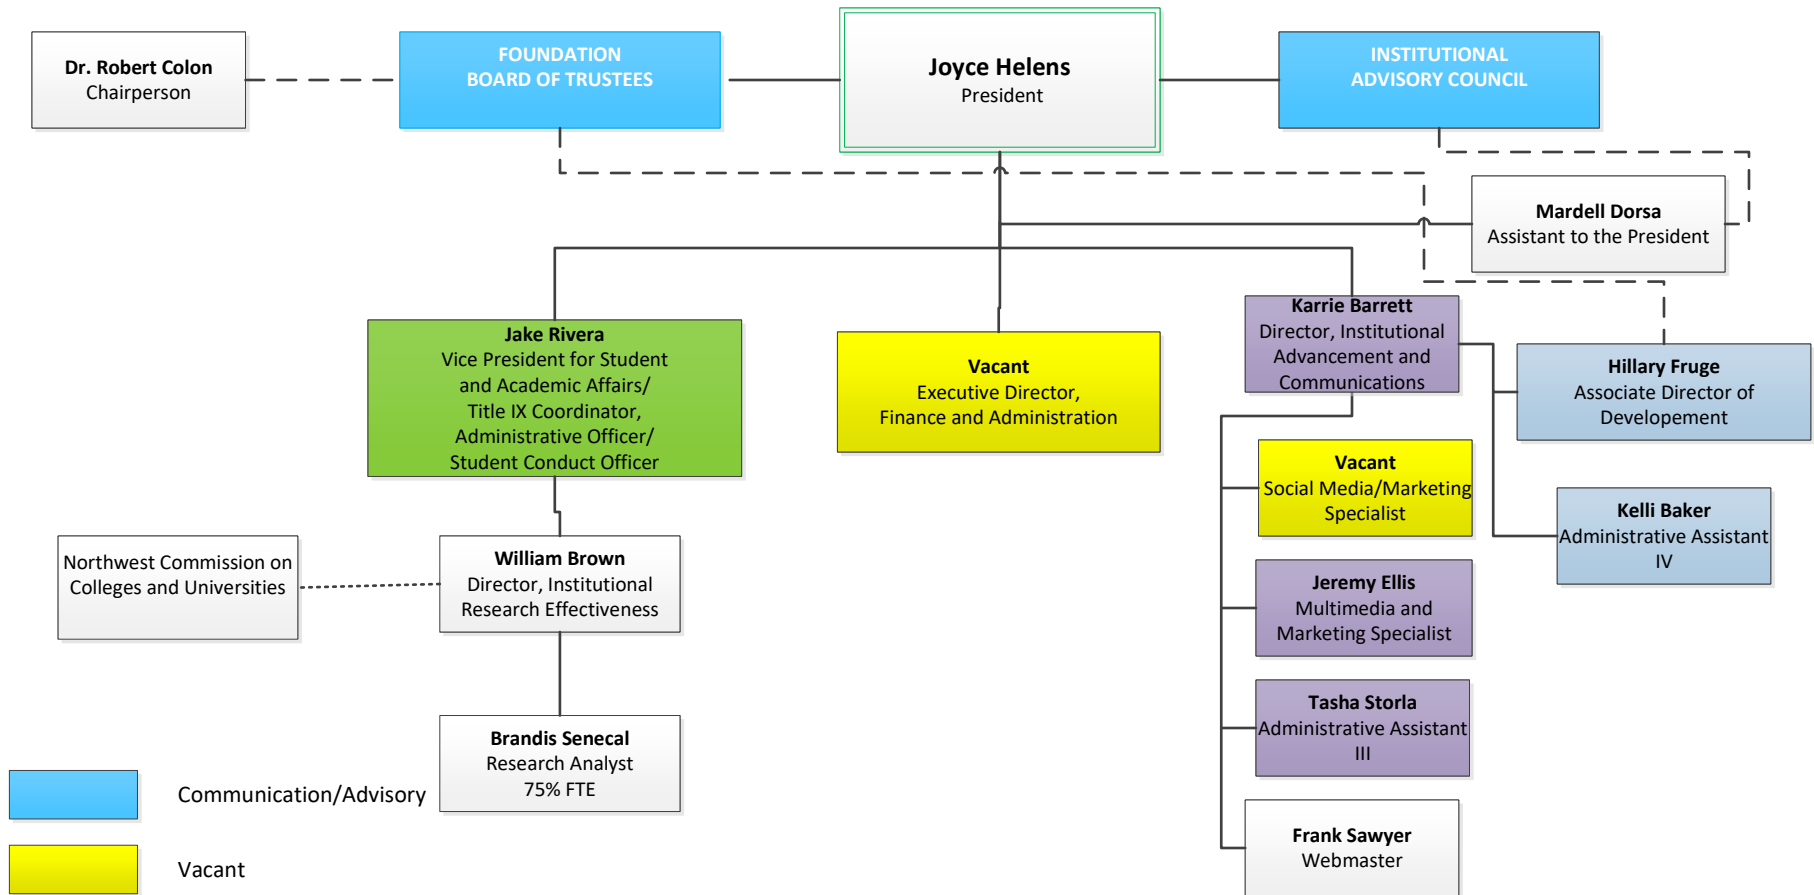 Dr. Robert Colon
Chairperson
FOUNDATION
BOARD OF TRUSTEES
Joyce Helens
President
INSTITUTIONAL
ADVISORY COUNCIL
Mardell Dorsa
Assistant to the President
Jake Rivera
Vice President for Student
and Academic Affairs/
Title IX Coordinator,
Administrative Officer/
Student Conduct Officer
Vacant
Executive Director,
Finance and Administration
Karrie Barrett
Director, Institutional
Advancement and
Communications
Hillary Fruge
Associate Director of
Developement
Vacant
Social Media/Marketing
Specialist
Kelli Baker
Administrative Assistant
IV
Northwest Commission on
Colleges and Universities
William Brown
Director, Institutional
Research Effectiveness
Jeremy Ellis
Multimedia and
Marketing Specialist
Tasha Storla
Administrative Assistant
III
Brandis Senecal
Research Analyst
75% FTE
Frank Sawyer
Webmaster
Communication/Advisory
Vacant